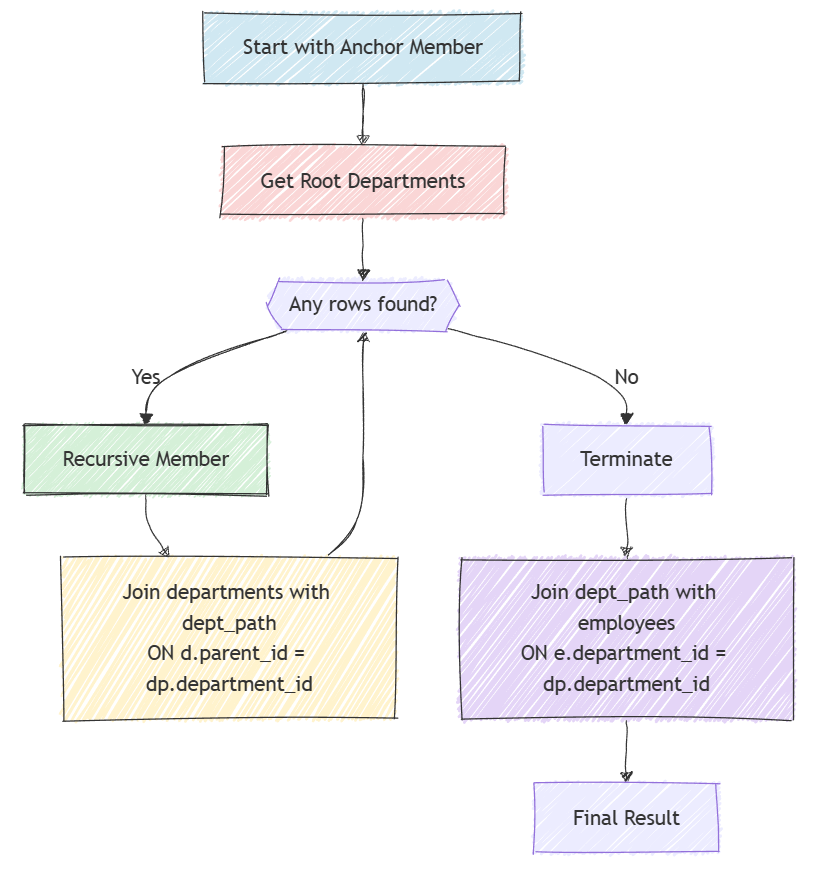 Start with Anchor Member
Get Root Departments
Any rows found?
Yes
No
Recursive Member
Terminate
Join departments with
dept_path
ON d.parent_id =
dp.department_id
Join dept_path with
employees
ON e.department_id =
dp.department_id
Final Result